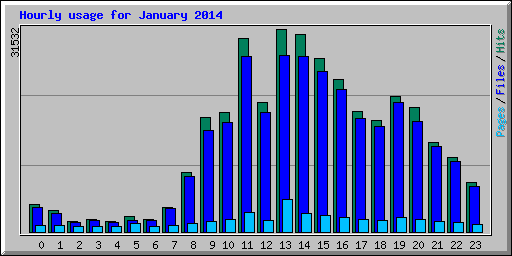 Hourly usage for January 2014
31532
Pages / Files / Hits
0 1 2 3 4 5 6 7 8 9 10 11 12 13 14 15 16 17 18 19 20 21 22 23